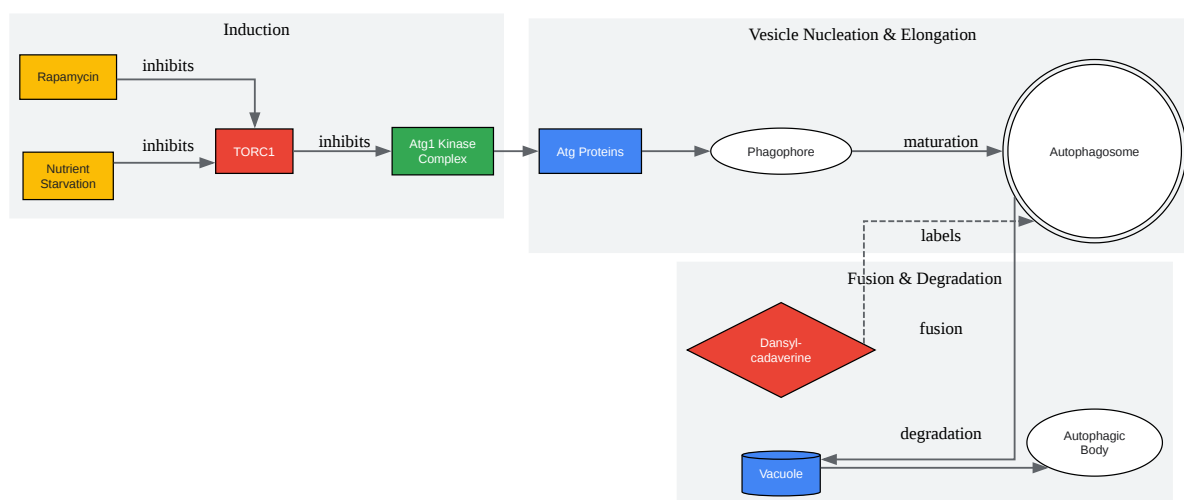 Induction
Rapamycin
inhibits
Nutrient
Starvation
inhibits
TORC1
inhibits
Atg1 Kinase
Complex
Vesicle Nucleation & Elongation
Atg Proteins
Phagophore
maturation
Autophagosome
labels
Fusion & Degradation
fusion
Dansyl-
cadaverine
degradation
Vacuole
Autophagic
Body